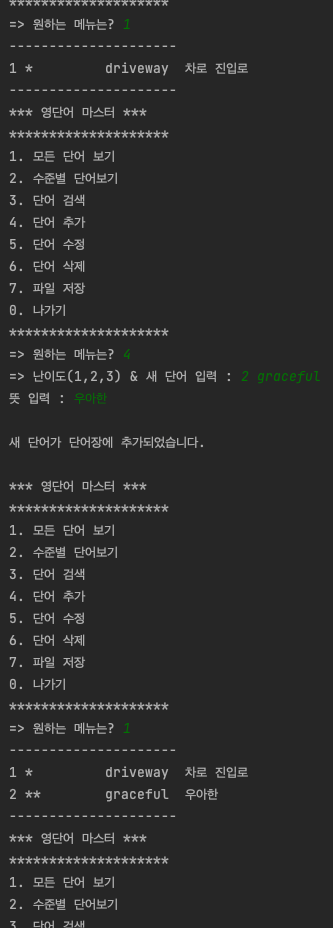 ********************
=> 원하는 메뉴는? 1
---------------------
1 *         driveway  차로 진입로
---------------------
*** 영단어 마스터 ***
********************
1. 모든 단어 보기
2. 수준별 단어보기
3. 단어 검색
4. 단어 추가
5. 단어 수정
6. 단어 삭제
7. 파일 저장
0. 나가기
********************
=> 원하는 메뉴는? 4
=> 난이도(1,2,3) & 새 단어 입력 : 2 graceful
뜻 입력 : 우아한
새 단어가 단어장에 추가되었습니다.
*** 영단어 마스터 ***
********************
1. 모든 단어 보기
2. 수준별 단어보기
3. 단어 검색
4. 단어 추가
5. 단어 수정
6. 단어 삭제
7. 파일 저장
0. 나가기
********************
=> 원하는 메뉴는? 1
---------------------
1 *         driveway  차로 진입로
2 **        graceful  우아한
---------------------
*** 영단어 마스터 ***
********************
1. 모든 단어 보기
2. 수준별 단어보기
3. 단어 검색